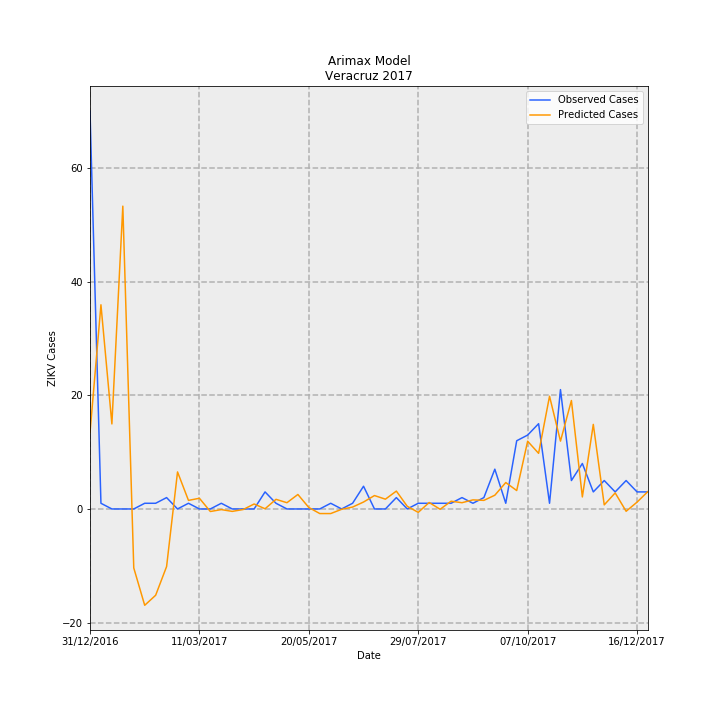 Arimax Model
Veracruz 2017
Observed Cases
Predicted Cases
60
40
20
0
−20
ZIKV Cases
31/12/2016
11/03/2017
20/05/2017
29/07/2017
07/10/2017
16/12/2017
Date